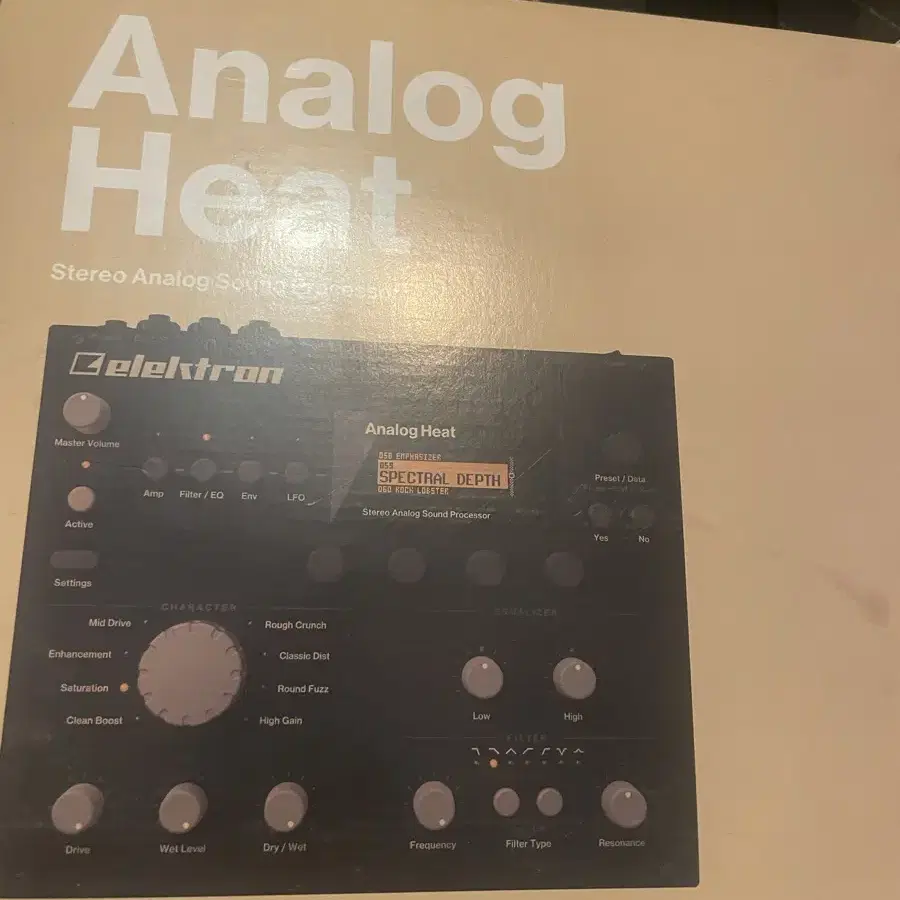 Analog
Heat
Stereo Analog Sound Processor
elektron
Master Volume
Analog Heat
058 EMPHASIZER
059
SPECTRAL DEPTH
060 ROCK LOBSTER
Preset / Data
Amp
Filter / EQ
Env
LFO
Stereo Analog Sound Processor
Active
Yes
No
Settings
CHARACTER
EQUALIZER
Mid Drive
Rough Crunch
Enhancement
Classic Dist
Saturation
Round Fuzz
Clean Boost
High Gain
Low
High
FILTER
Drive
Wet Level
Dry / Wet
Frequency
Filter Type
Resonance